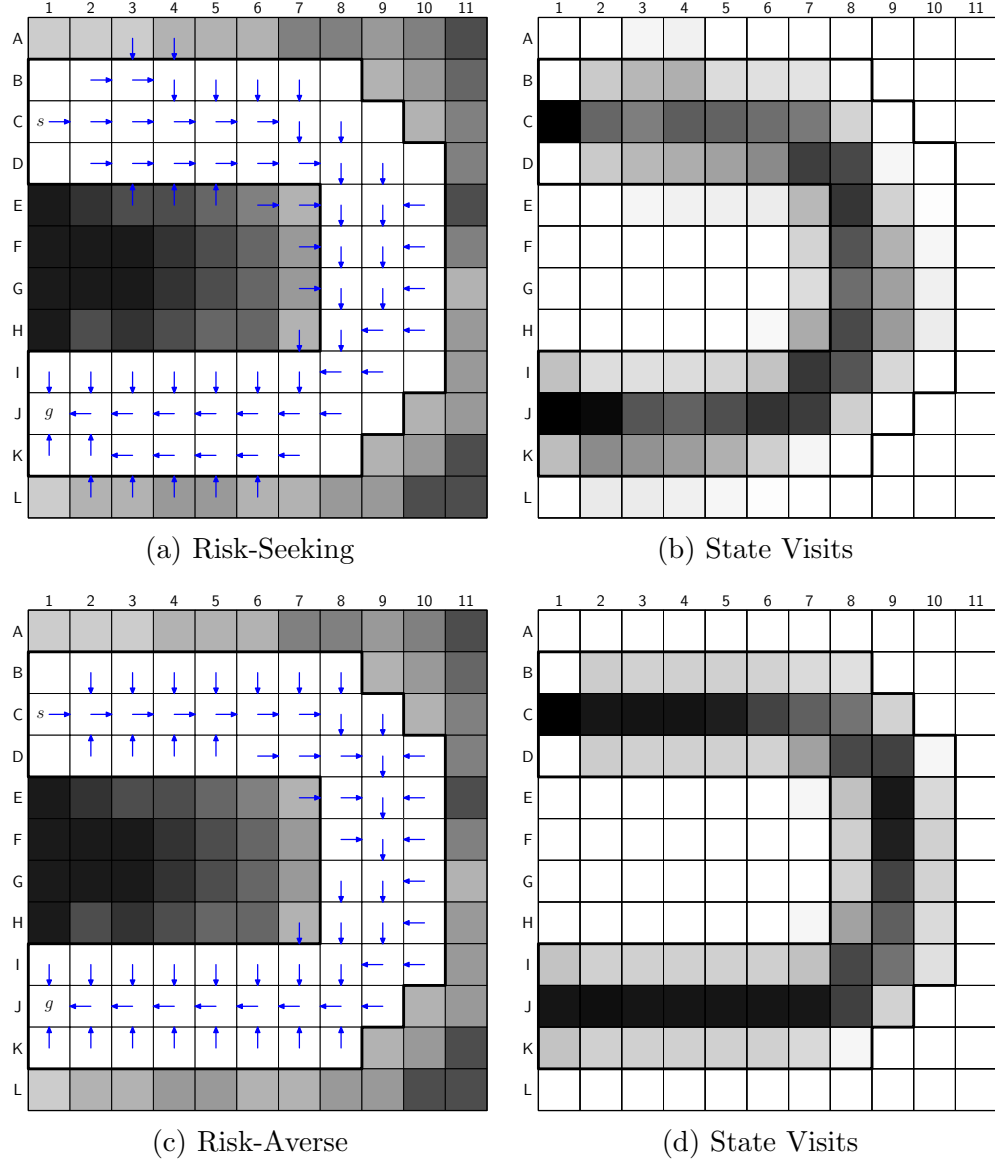 1 2 3 4 5 6 7 8 9 10 11 1 2 3 4 5 6 7 8 9 10 11
A A
B B
C s C
D D
E E
F F
G G
H H
I I
J g J
K K
L L
(a) Risk-Seeking (b) State Visits
1 2 3 4 5 6 7 8 9 10 11 1 2 3 4 5 6 7 8 9 10 11
A A
B B
C s C
D D
E E
F F
G G
H H
I I
J g J
K K
L L
(c) Risk-Averse (d) State Visits